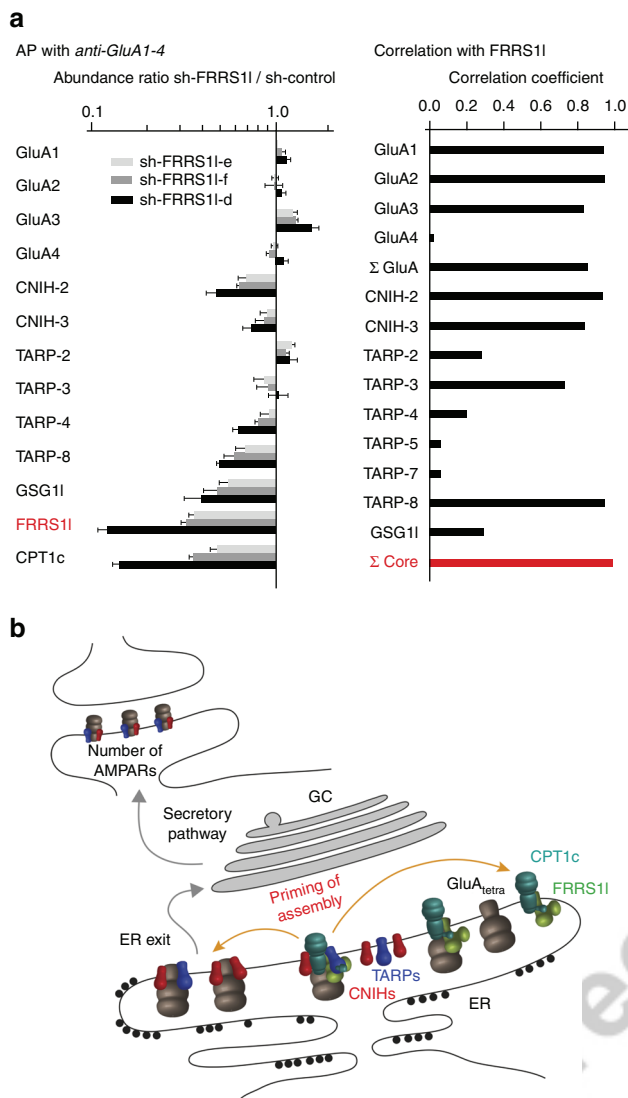 a
AP with anti-GluA1-4
Abundance ratio sh-FRRS1l / sh-control
0.1
1.0
GluA1
GluA2
GluA3
GluA4
CNIH-2
CNIH-3
TARP-2
TARP-3
TARP-4
TARP-8
GSG1l
FRRS1l
CPT1c
sh-FRRS1l-e
sh-FRRS1l-f
sh-FRRS1l-d
Correlation with FRRS1l
Correlation coefficient
0.0 0.2 0.4 0.6 0.8 1.0
GluA1
GluA2
GluA3
GluA4
Σ GluA
CNIH-2
CNIH-3
TARP-2
TARP-3
TARP-4
TARP-5
TARP-7
TARP-8
GSG1l
Σ Core
b
Number of
AMPARs
Secretory
pathway
GC
Priming of
assembly
CPT1c
FRRS1l
GluAtetra
ER exit
TARPs
CNIHs
ER